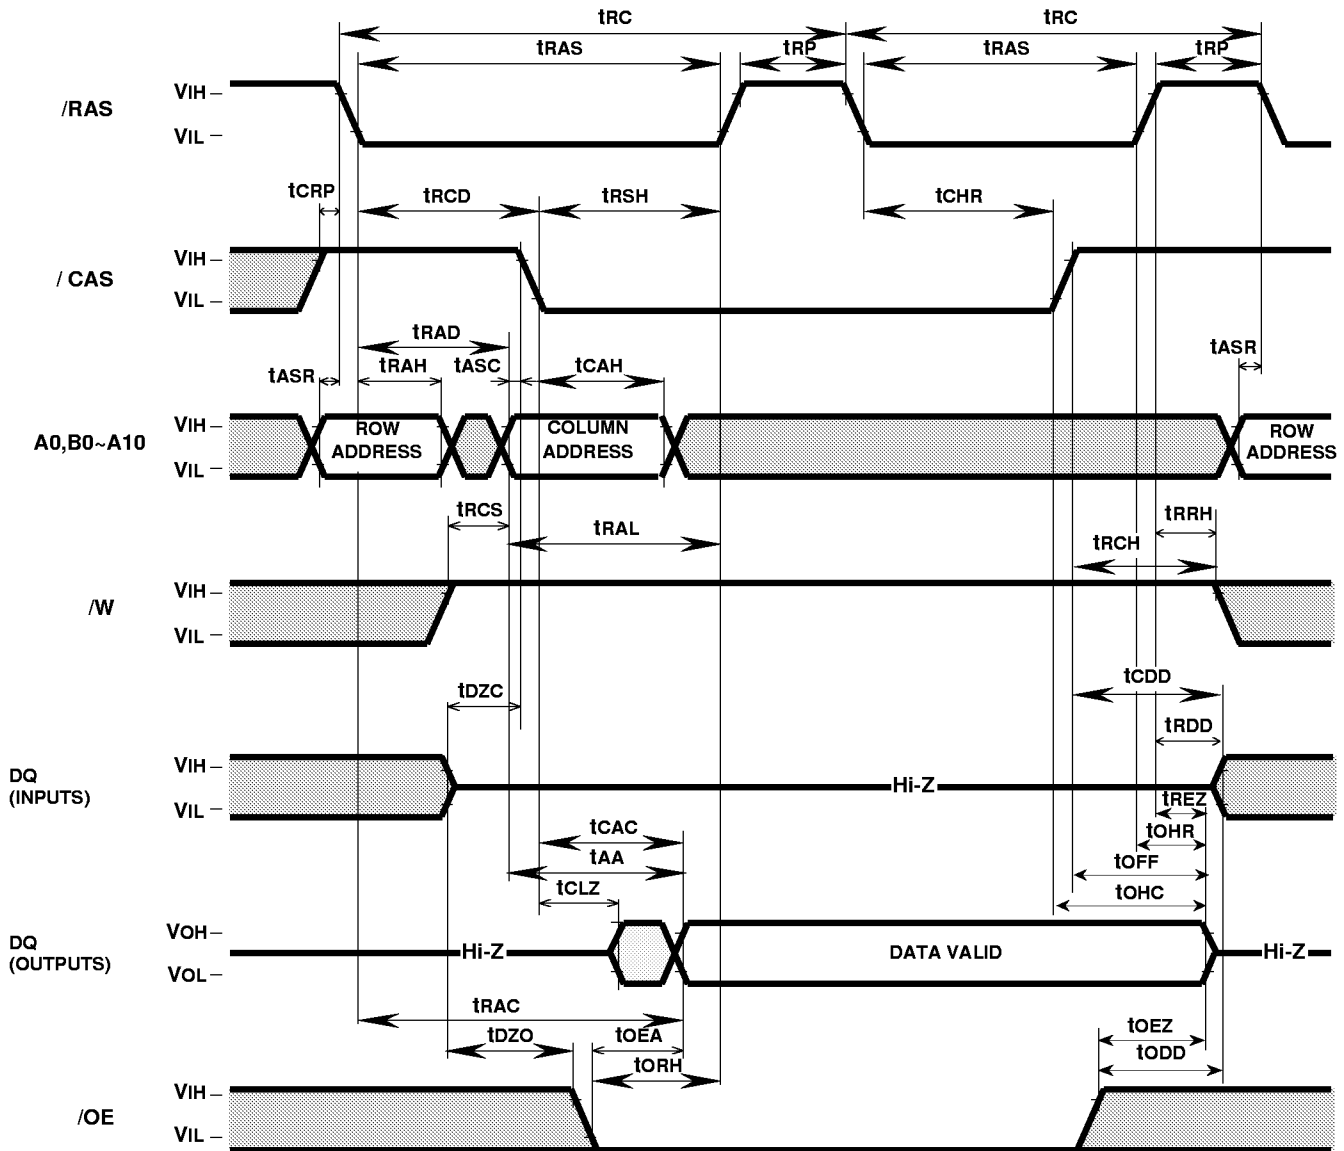 tRC tRC
tRAS tRP tRAS tRP
/RAS VIH
VIL
tCRP tRCD tRSH tCHR
/ CAS VIH
VIL
tRAD
tASR tRAH tASC tCAH tASR
A0,B0~A10 VIH
VIL
ROW
ADDRESS
COLUMN
ADDRESS
ROW
ADDRESS
tRCS tRAL tRRH
tRCH
/W VIH
VIL
tDZC tCDD
tRDD
DQ
(INPUTS)
VIH
VIL
Hi-Z
tREZ
tCAC tOHR
tAA tOFF
tCLZ tOHC
DQ
(OUTPUTS)
VOH
VOL
Hi-Z DATA VALID Hi-Z
tRAC
tDZO tOEA tOEZ
tORH tODD
/OE VIH
VIL